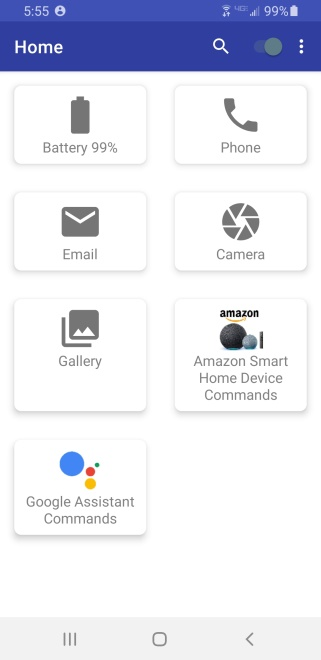 5:55 99%
Home
Battery 99%
Phone
Email
Camera
Gallery
amazon
Amazon Smart
Home Device
Commands
Google Assistant
Commands